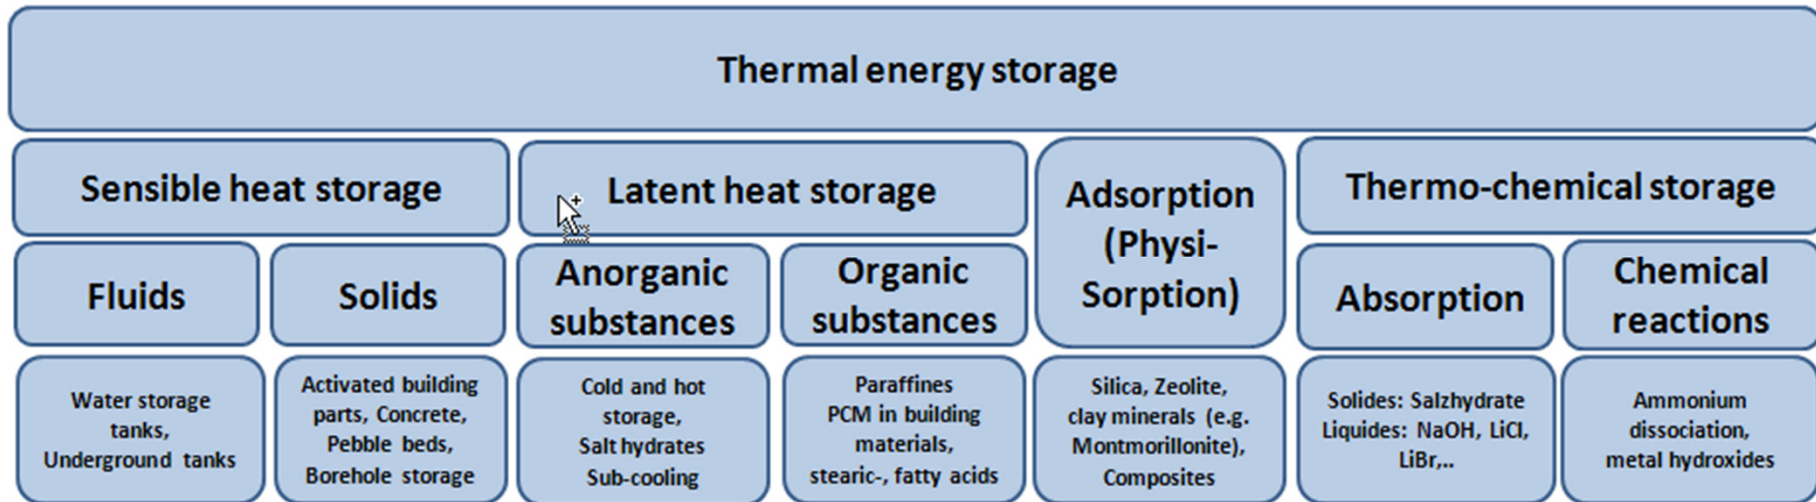 Thermal energy storage
Sensible heat storage
Latent heat storage
Adsorption
(Physi-
Sorption)
Thermo-chemical storage
Fluids
Solids
Anorganic
substances
Organic
substances
Absorption
Chemical
reactions
Water storage
tanks,
Underground tanks
Activated building
parts, Concrete,
Pebble beds,
Borehole storage
Cold and hot
storage,
Salt hydrates
Sub-cooling
Paraffines
PCM in building
materials,
stearic-, fatty acids
Silica, Zeolite,
clay minerals (e.g.
Montmorillonite),
Composites
Solides: Salzhydrate
Liquides: NaOH, LiCl,
LiBr,..
Ammonium
dissociation,
metal hydroxides